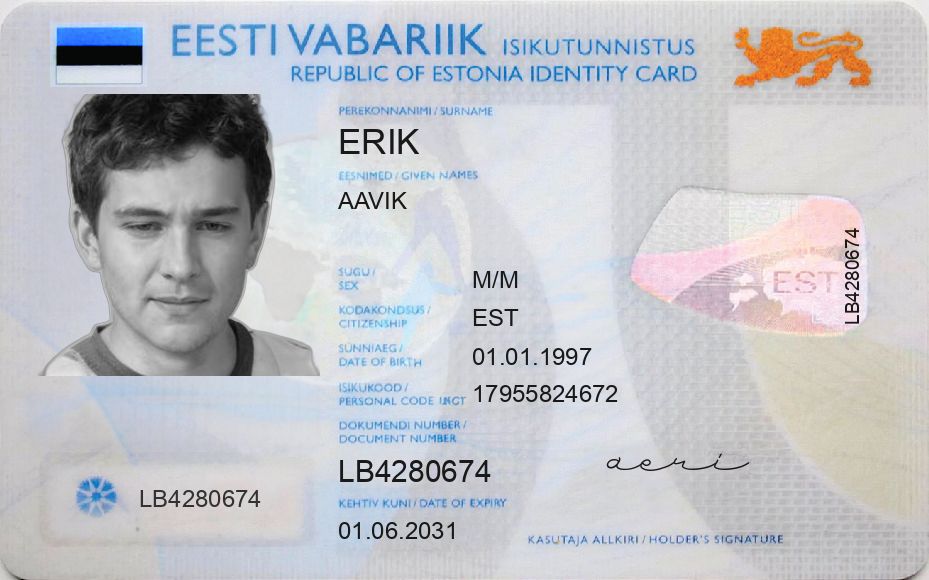 EESTI VABARIIK ISIKUTUNNISTUS
REPUBLIC OF ESTONIA IDENTITY CARD
PEREKONNANIMI / SURNAME
ERIK
EESNIMED / GIVEN NAMES
AAVIK
SUGU /
SEX
M/M
KODAKONDSUS /
CITIZENSHIP
EST
SÜNNIAEG /
DATE OF BIRTH
01.01.1997
ISIKUKOOD /
PERSONAL CODE
17955824672
DOKUMENDI NUMBER /
DOCUMENT NUMBER
LB4280674
KEHTIV KUNI / DATE OF EXPIRY
01.06.2031
LB4280674
EST
LB4280674
aeri
KASUTAJA ALLKIRI / HOLDER'S SIGNATURE